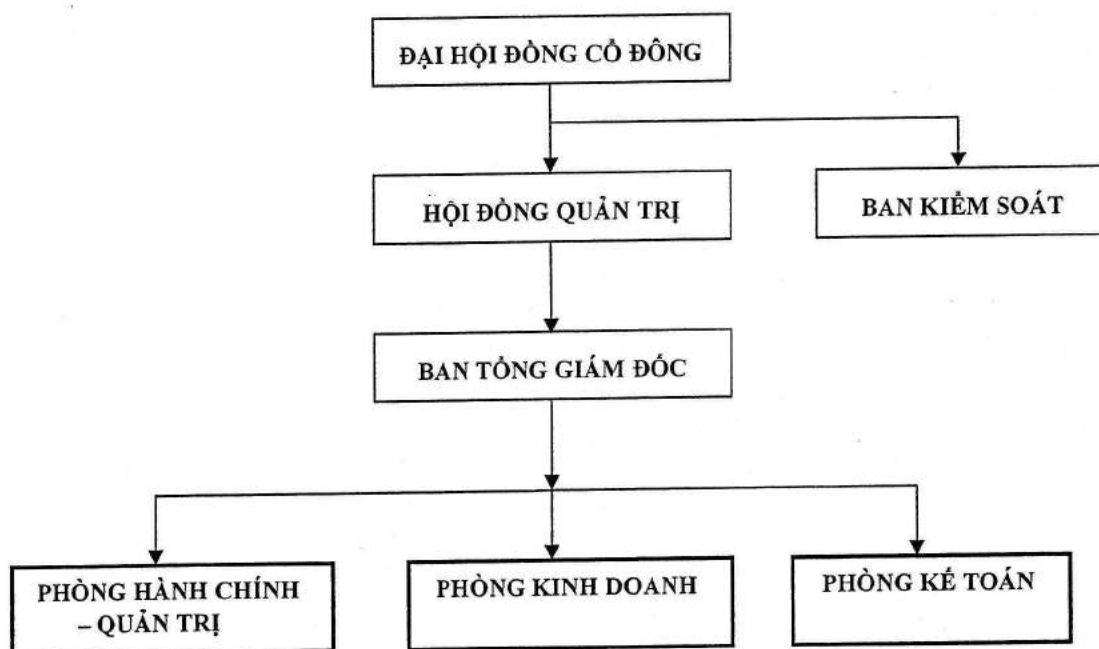 ĐẠI HỘI ĐỒNG CỔ ĐÔNG
HỘI ĐỒNG QUẢN TRỊ
BAN KIỂM SOÁT
BAN TỔNG GIÁM ĐỐC
PHÒNG HÀNH CHÍNH
– QUẢN TRỊ
PHÒNG KINH DOANH
PHÒNG KẾ TOÁN